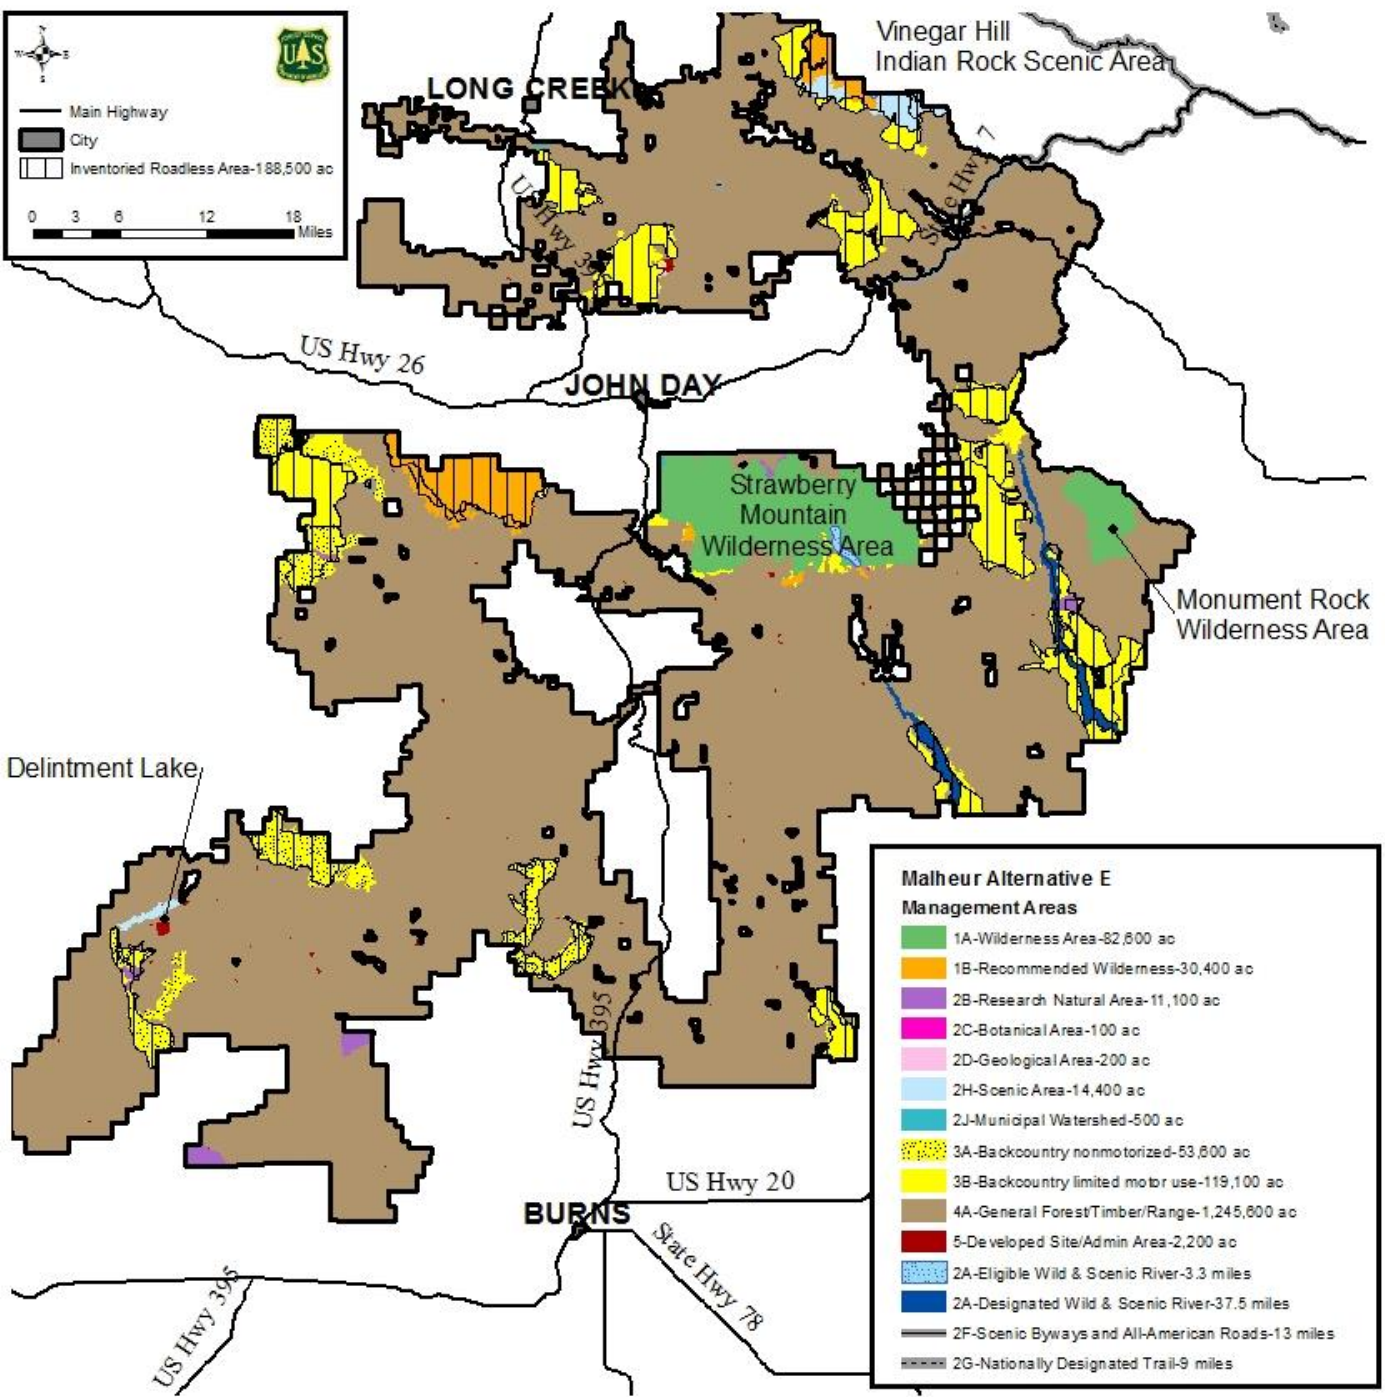 N
W E
S
UAS
Main Highway
City
Inventoried Roadless Area-188,500 ac
0 3 6 12 18
Miles
Vinegar Hill
Indian Rock Scenic Area
LONG CREEK
State Hwy 7
US Hwy 395
US Hwy 26
JOHN DAY
Strawberry
Mountain
Wilderness Area
Monument Rock
Wilderness Area
Delintment Lake
US Hwy 395
US Hwy 20
BURNS
State Hwy 78
US Hwy 395
Malheur Alternative E
Management Areas
1A-Wilderness Area-82,600 ac
1B-Recommended Wilderness-30,400 ac
2B-Research Natural Area-11,100 ac
2C-Botanical Area-100 ac
2D-Geological Area-200 ac
2H-Scenic Area-14,400 ac
2J-Municipal Watershed-500 ac
3A-Backcountry nonmotorized-53,600 ac
3B-Backcountry limited motor use-119,100 ac
4A-General Forest/Timber/Range-1,245,600 ac
5-Developed Site/Admin Area-2,200 ac
2A-Eligible Wild & Scenic River-3.3 miles
2A-Designated Wild & Scenic River-37.5 miles
2F-Scenic Byways and All-American Roads-13 miles
2G-Nationally Designated Trail-9 miles